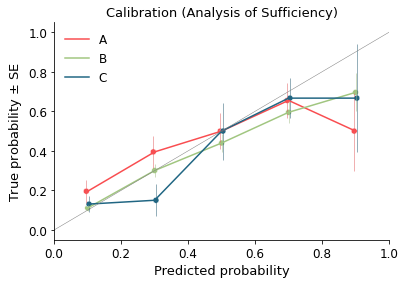 Calibration (Analysis of Sufficiency)
1.0
0.8
0.6
0.4
0.2
0.0
True probability ± SE
A
B
C
0.0 0.2 0.4 0.6 0.8 1.0
Predicted probability